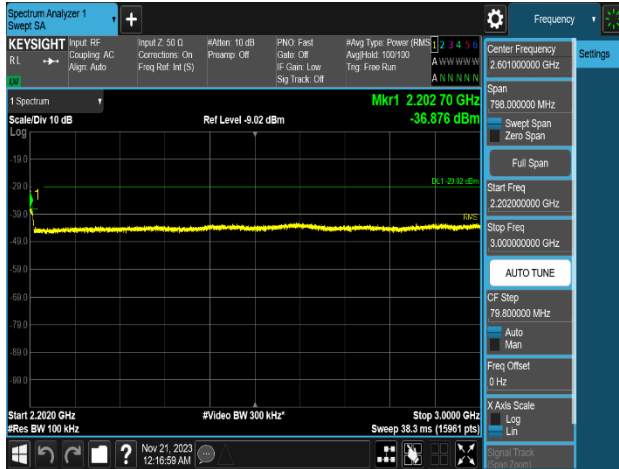 Spectrum Analyzer 1
Swept SA
+
Frequency
Settings
KEYSIGHT
RL
Input: RF
Coupling: AC
Align: Auto
Input Z: 50 Ω
Corrections: On
Freq Ref: Int (S)
#Atten: 10 dB
Preamp: Off
PNO: Fast
Gate: Off
IF Gain: Low
Sig Track: Off
#Avg Type: Power (RMS
Avg|Hold: 100/100
Trig: Free Run
1 2 3 4 5 6
A W W W W W
A N N N N N
1 Spectrum
Scale/Div 10 dB
Log
Ref Level -9.02 dBm
Mkr1 2.202 70 GHz
-36.876 dBm
-19.0
-29.0
-39.0
-49.0
-59.0
-69.0
-79.0
-89.0
-99.0
1
DL1 -29.02 dBm
RMS
Start 2.2020 GHz
#Res BW 100 kHz
#Video BW 300 kHz*
Stop 3.0000 GHz
Sweep 38.3 ms (15961 pts)
Center Frequency
2.601000000 GHz
Span
798.000000 MHz
Swept Span
Zero Span
Full Span
Start Freq
2.202000000 GHz
Stop Freq
3.000000000 GHz
AUTO TUNE
CF Step
79.800000 MHz
Auto
Man
Freq Offset
0 Hz
X Axis Scale
Log
Lin
Signal Track
(Span Zoom)
?
Nov 21, 2023
12:16:59 AM